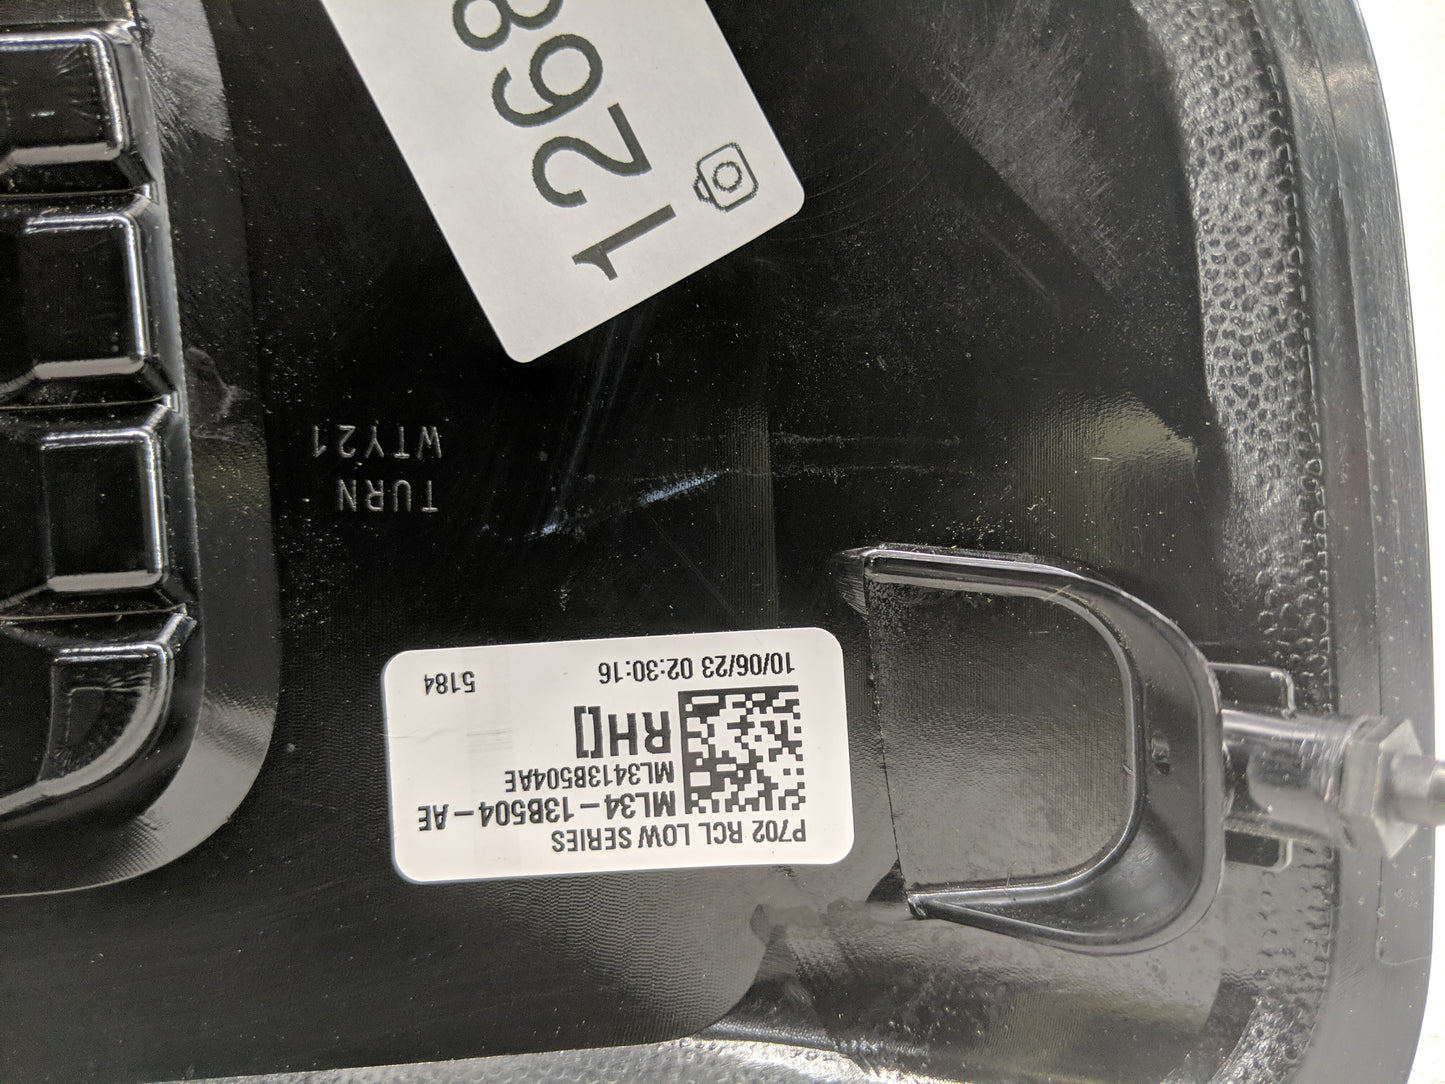 1268
TURN
WTY21
P702 RCL LOW SERIES
ML34-13B504-AE
ML3413B504AE
RH[]
10/06/23 02:30:16
5184